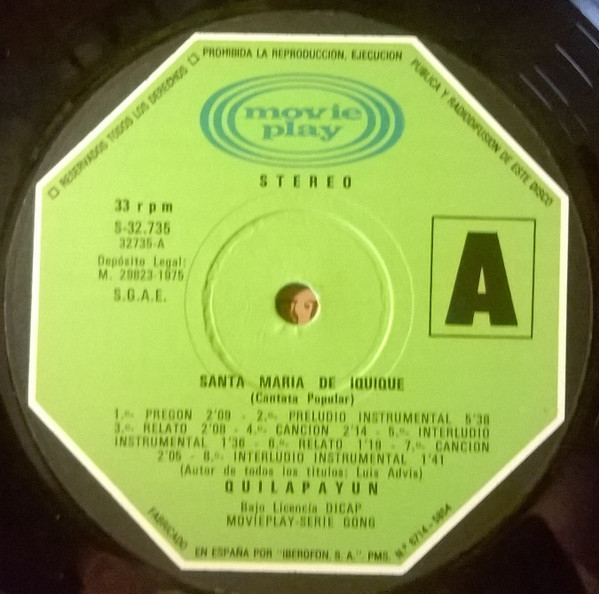 □ RESERVADOS TODOS LOS DERECHOS □ PROHIBIDA LA REPRODUCCION, EJECUCION PUBLICA Y RADIODIFUSION DE ESTE DISCO
movie
play
STEREO
33 rpm
S-32.735
32735-A
Depósito Legal:
M. 29823-1975
S.G.A.E.
A
SANTA MARIA DE IQUIQUE
(Cantata Popular)
1.º- PREGON 2'09 - 2.º- PRELUDIO INSTRUMENTAL 5'38
3.º- RELATO 2'08 - 4.º- CANCION 2'14 - 5.º- INTERLUDIO
INSTRUMENTAL 1'36 - 6.º- RELATO 1'19 - 7.º- CANCION
2'05 - 8.º- INTERLUDIO INSTRUMENTAL 1'41
(Autor de todos los títulos: Luis Advis)
QUILAPAYUN
Bajo Licencia DICAP
MOVIEPLAY-SERIE GONG
FABRICADO EN ESPAÑA POR "IBEROFON, S. A." PMS. N.º 6714-5804